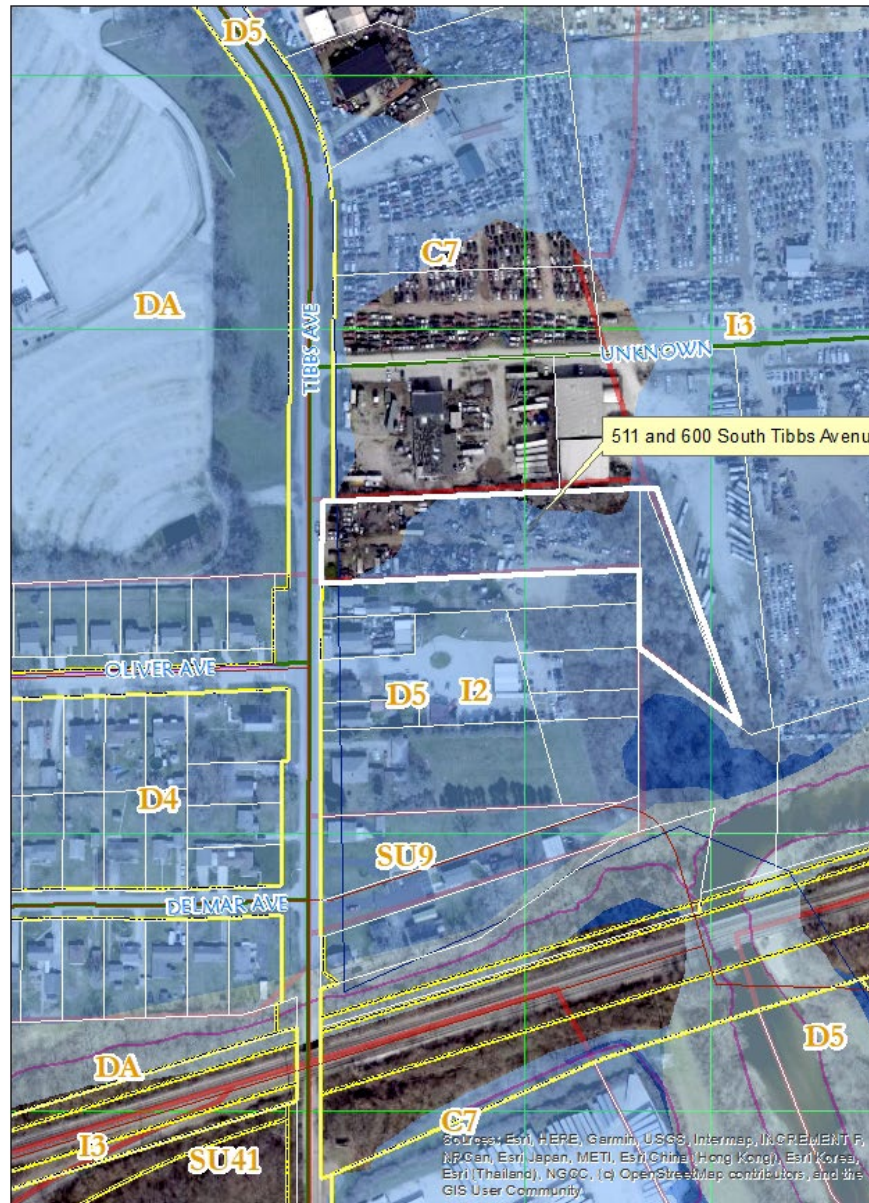 D5
C7
DA
TIBBS AVE
I3
UNKNOWN
511 and 600 South Tibbs Avenu
OLIVER AVE
D5
I2
D4
SU9
DELMAR AVE
DA
D5
C7
I3
SU41
Sources: Esri, HERE, Garmin, USGS, Intermap, INCREMENT P,
NRCan, Esri Japan, METI, Esri China (Hong Kong), Esri Korea,
Esri (Thailand), NGCC, (c) OpenStreetMap contributors, and the
GIS User Community